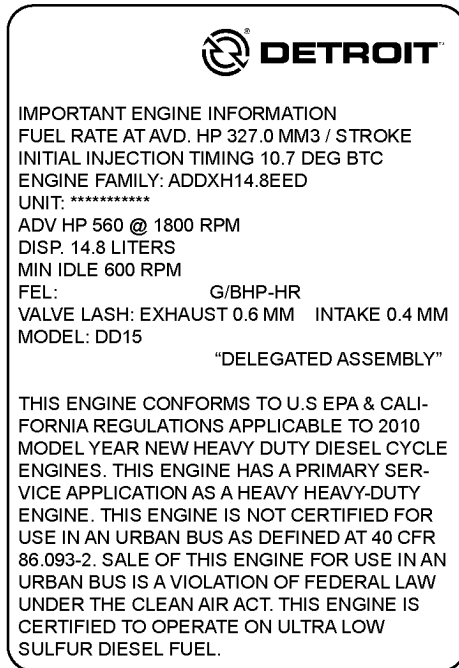 DETROIT
IMPORTANT ENGINE INFORMATION
FUEL RATE AT AVD. HP 327.0 MM3 / STROKE
INITIAL INJECTION TIMING 10.7 DEG BTC
ENGINE FAMILY: ADDXH14.8EED
UNIT: ***********
ADV HP 560 @ 1800 RPM
DISP. 14.8 LITERS
MIN IDLE 600 RPM
FEL: G/BHP-HR
VALVE LASH: EXHAUST 0.6 MM INTAKE 0.4 MM
MODEL: DD15
“DELEGATED ASSEMBLY”
THIS ENGINE CONFORMS TO U.S EPA & CALI-
FORNIA REGULATIONS APPLICABLE TO 2010
MODEL YEAR NEW HEAVY DUTY DIESEL CYCLE
ENGINES. THIS ENGINE HAS A PRIMARY SER-
VICE APPLICATION AS A HEAVY HEAVY-DUTY
ENGINE. THIS ENGINE IS NOT CERTIFIED FOR
USE IN AN URBAN BUS AS DEFINED AT 40 CFR
86.093-2. SALE OF THIS ENGINE FOR USE IN AN
URBAN BUS IS A VIOLATION OF FEDERAL LAW
UNDER THE CLEAN AIR ACT. THIS ENGINE IS
CERTIFIED TO OPERATE ON ULTRA LOW
SULFUR DIESEL FUEL.